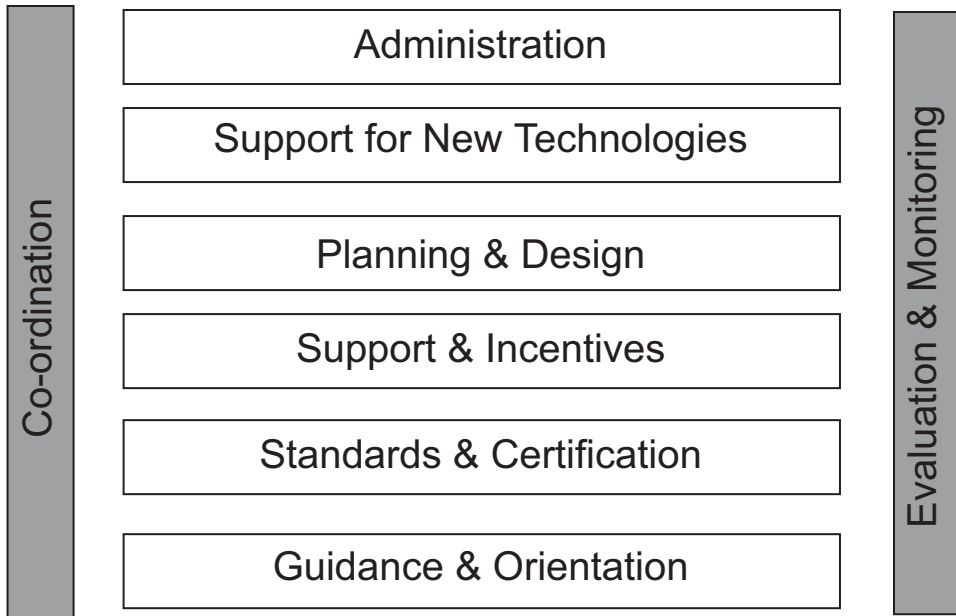 Co-ordination
Administration
Support for New Technologies
Planning & Design
Support & Incentives
Standards & Certification
Guidance & Orientation
Evaluation & Monitoring